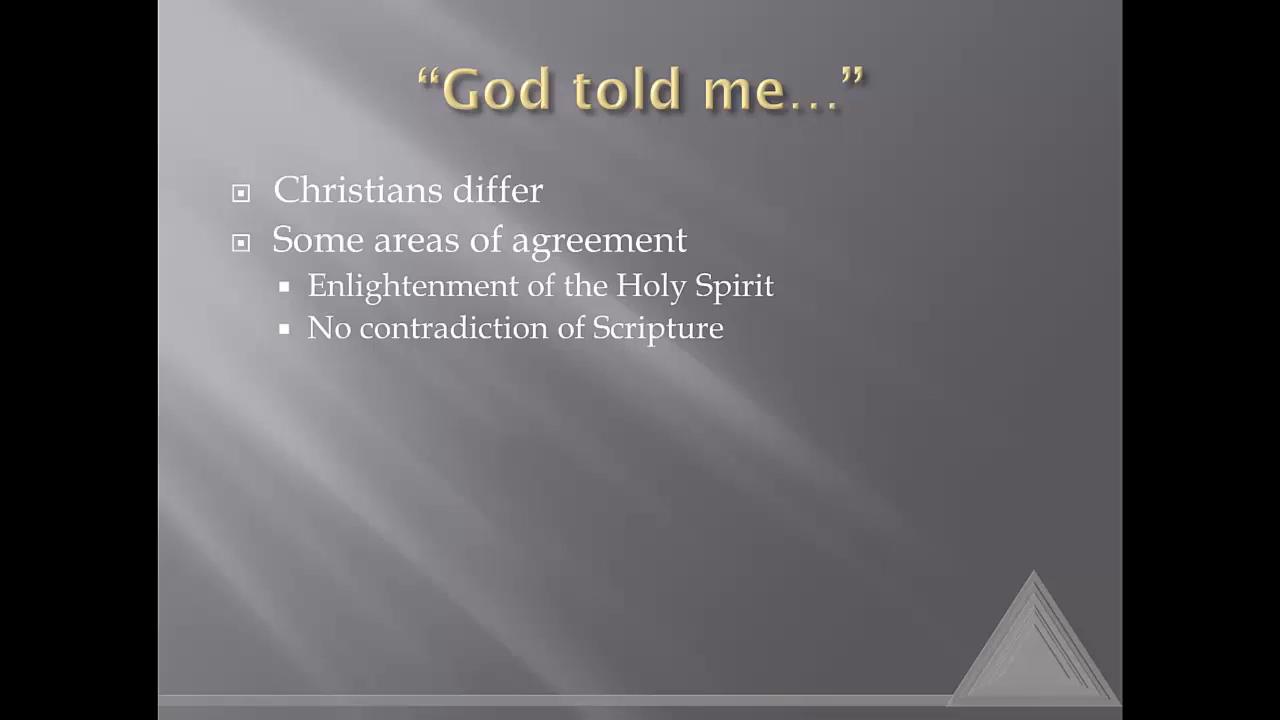 “God told me…”
Christians differ
Some areas of agreement
Enlightenment of the Holy Spirit
No contradiction of Scripture